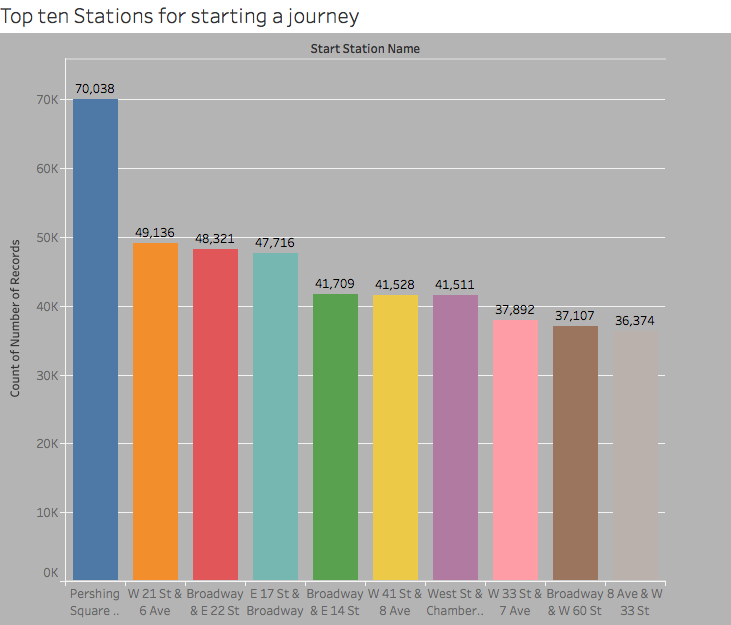 Top ten Stations for starting a journey
Start Station Name
Count of Number of Records
70K
60K
50K
40K
30K
20K
10K
0K
70,038
49,136
48,321
47,716
41,709
41,528
41,511
37,892
37,107
36,374
Pershing
Square ..
W 21 St &
6 Ave
Broadway
& E 22 St
E 17 St &
Broadway
Broadway
& E 14 St
W 41 St &
8 Ave
West St &
Chamber..
W 33 St &
7 Ave
Broadway
& W 60 St
8 Ave & W
33 St